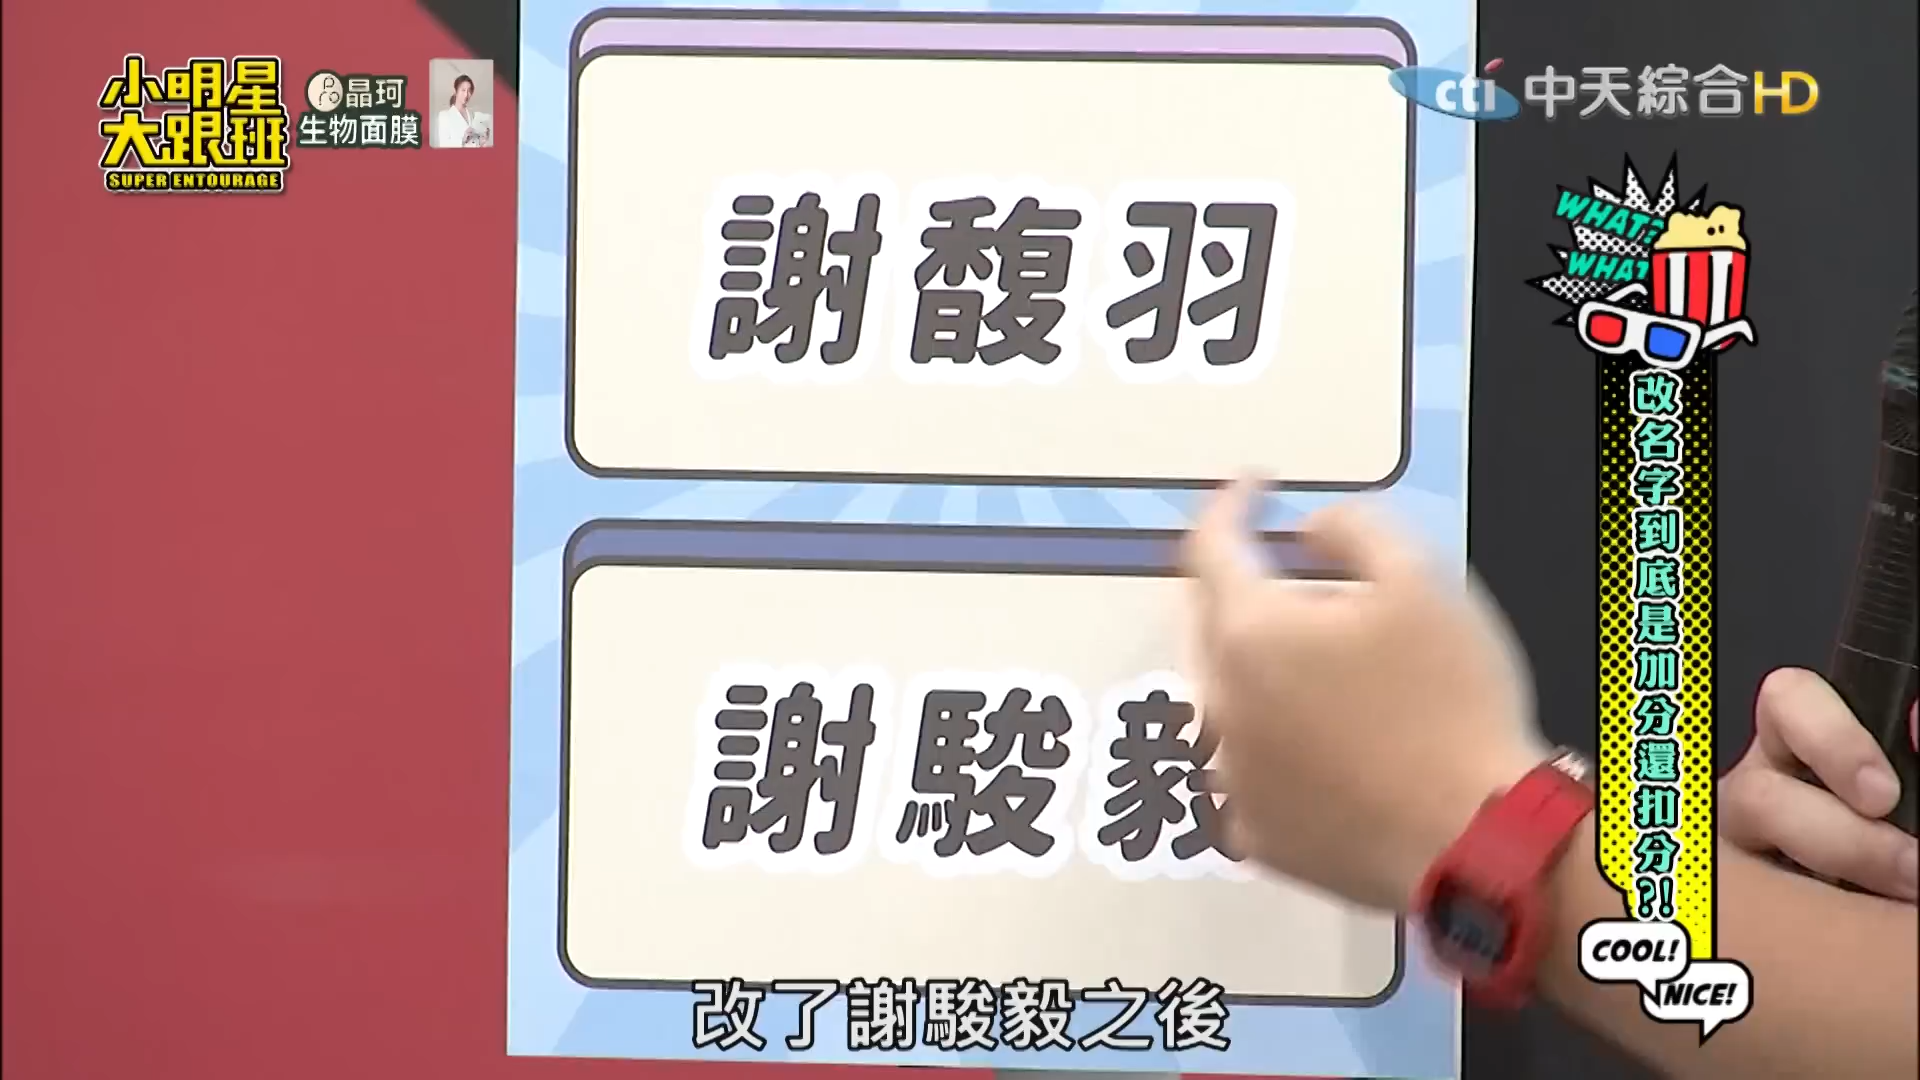 小明星
大跟班
SUPER ENTOURAGE
晶珂
生物面膜
cti 中天綜合HD
謝馥羽
謝駿毅
WHAT?
WHAT
改名字到底是加分還扣分?!
COOL!
NICE!
改了謝駿毅之後